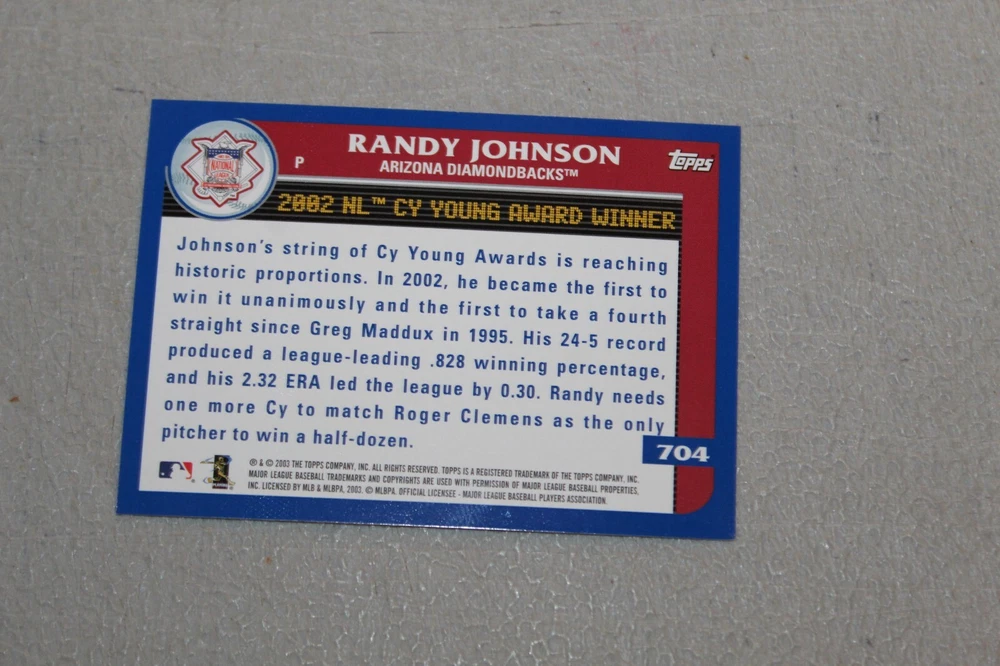 RANDY JOHNSON
P
ARIZONA DIAMONDBACKS™
topps
NATIONAL
2002 NL™ CY YOUNG AWARD WINNER
Johnson's string of Cy Young Awards is reaching
historic proportions. In 2002, he became the first to
win it unanimously and the first to take a fourth
straight since Greg Maddux in 1995. His 24-5 record
produced a league-leading .828 winning percentage,
and his 2.32 ERA led the league by 0.30. Randy needs
one more Cy to match Roger Clemens as the only
pitcher to win a half-dozen.
704
® & © 2003 THE TOPPS COMPANY, INC. ALL RIGHTS RESERVED. TOPPS IS A REGISTERED TRADEMARK OF THE TOPPS COMPANY, INC.
MAJOR LEAGUE BASEBALL TRADEMARKS AND COPYRIGHTS ARE USED WITH PERMISSION OF MAJOR LEAGUE BASEBALL PROPERTIES,
INC. LICENSED BY MLB & MLBPA, 2003. © MLBPA. OFFICIAL LICENSEE - MAJOR LEAGUE BASEBALL PLAYERS ASSOCIATION.